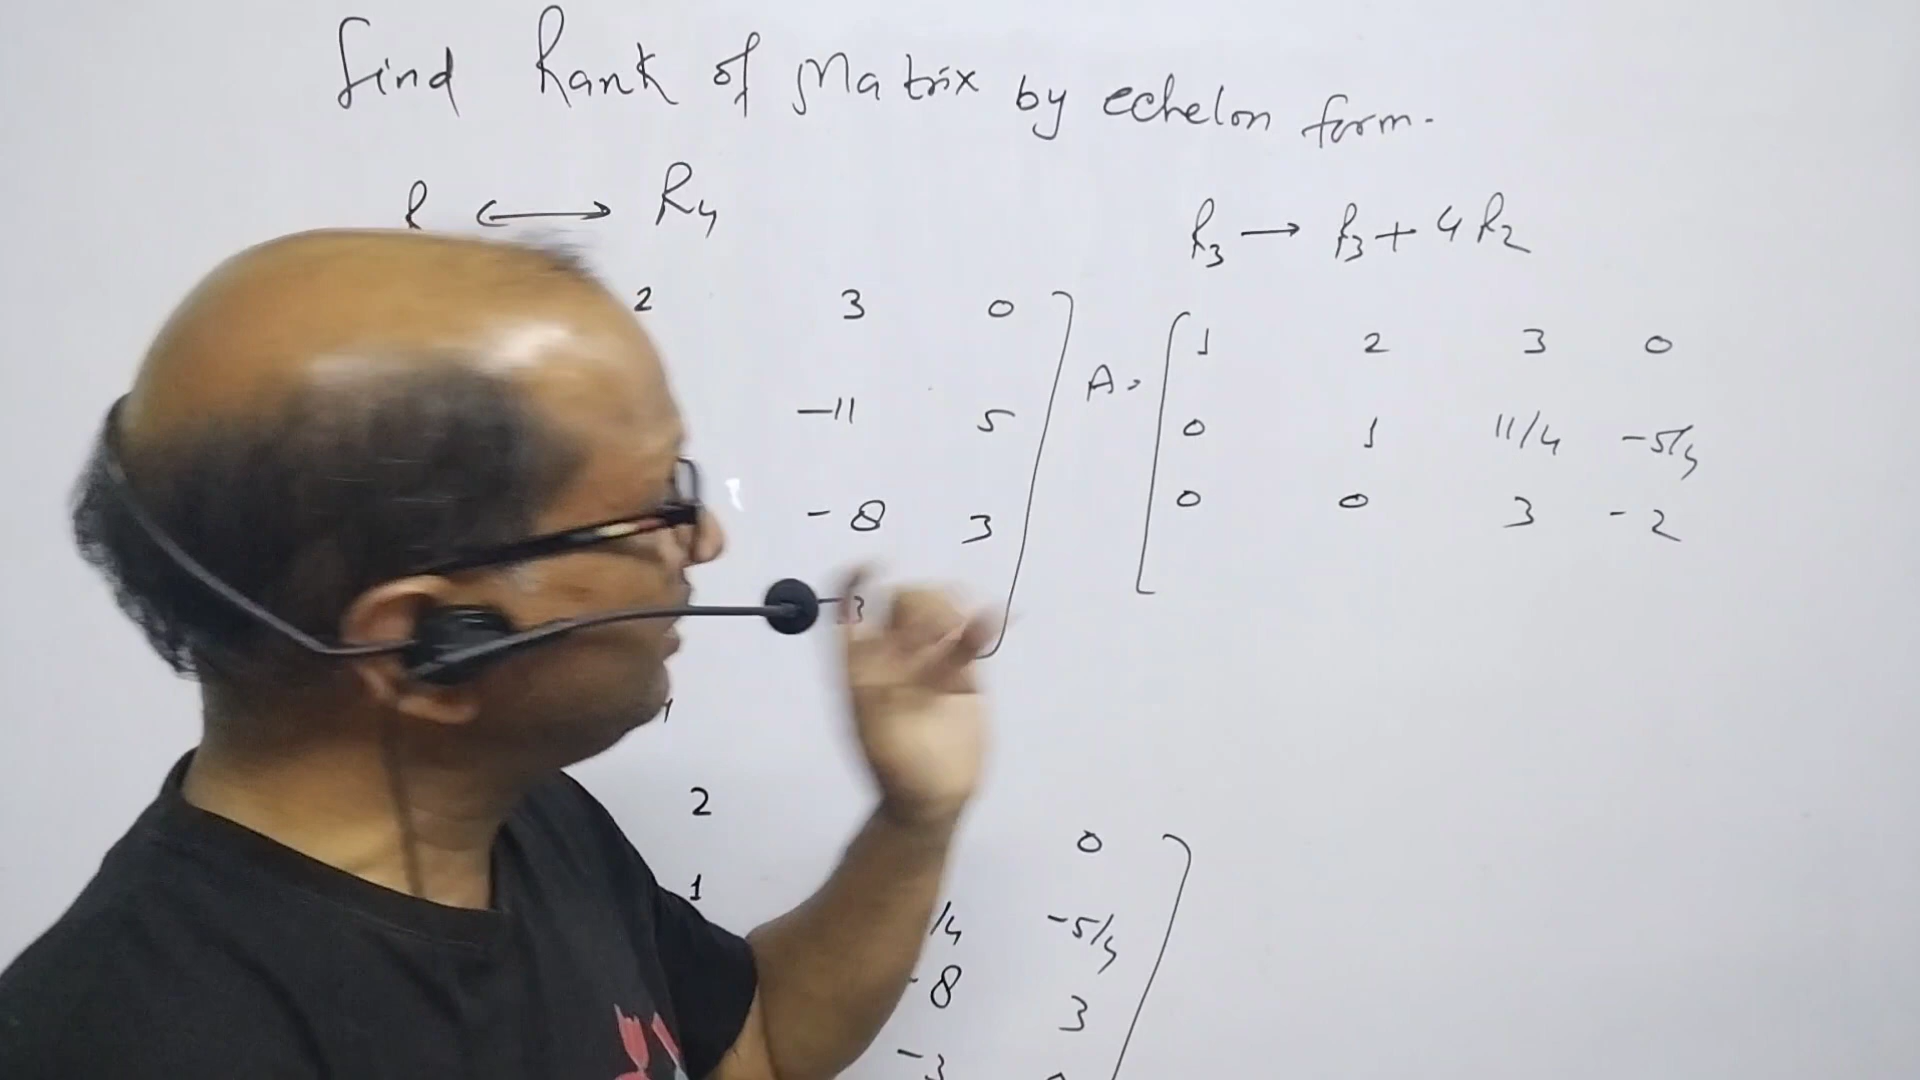 find Rank of Matrix by echelon form.
R ⟷ R4
R3 → R3 + 4R2
2 3 0
-11 5
-8 3
3
A = 1 2 3 0
0 1 11/4 -5/4
0 0 3 -2
2 0
1 /4 -5/4
-8 3
-3